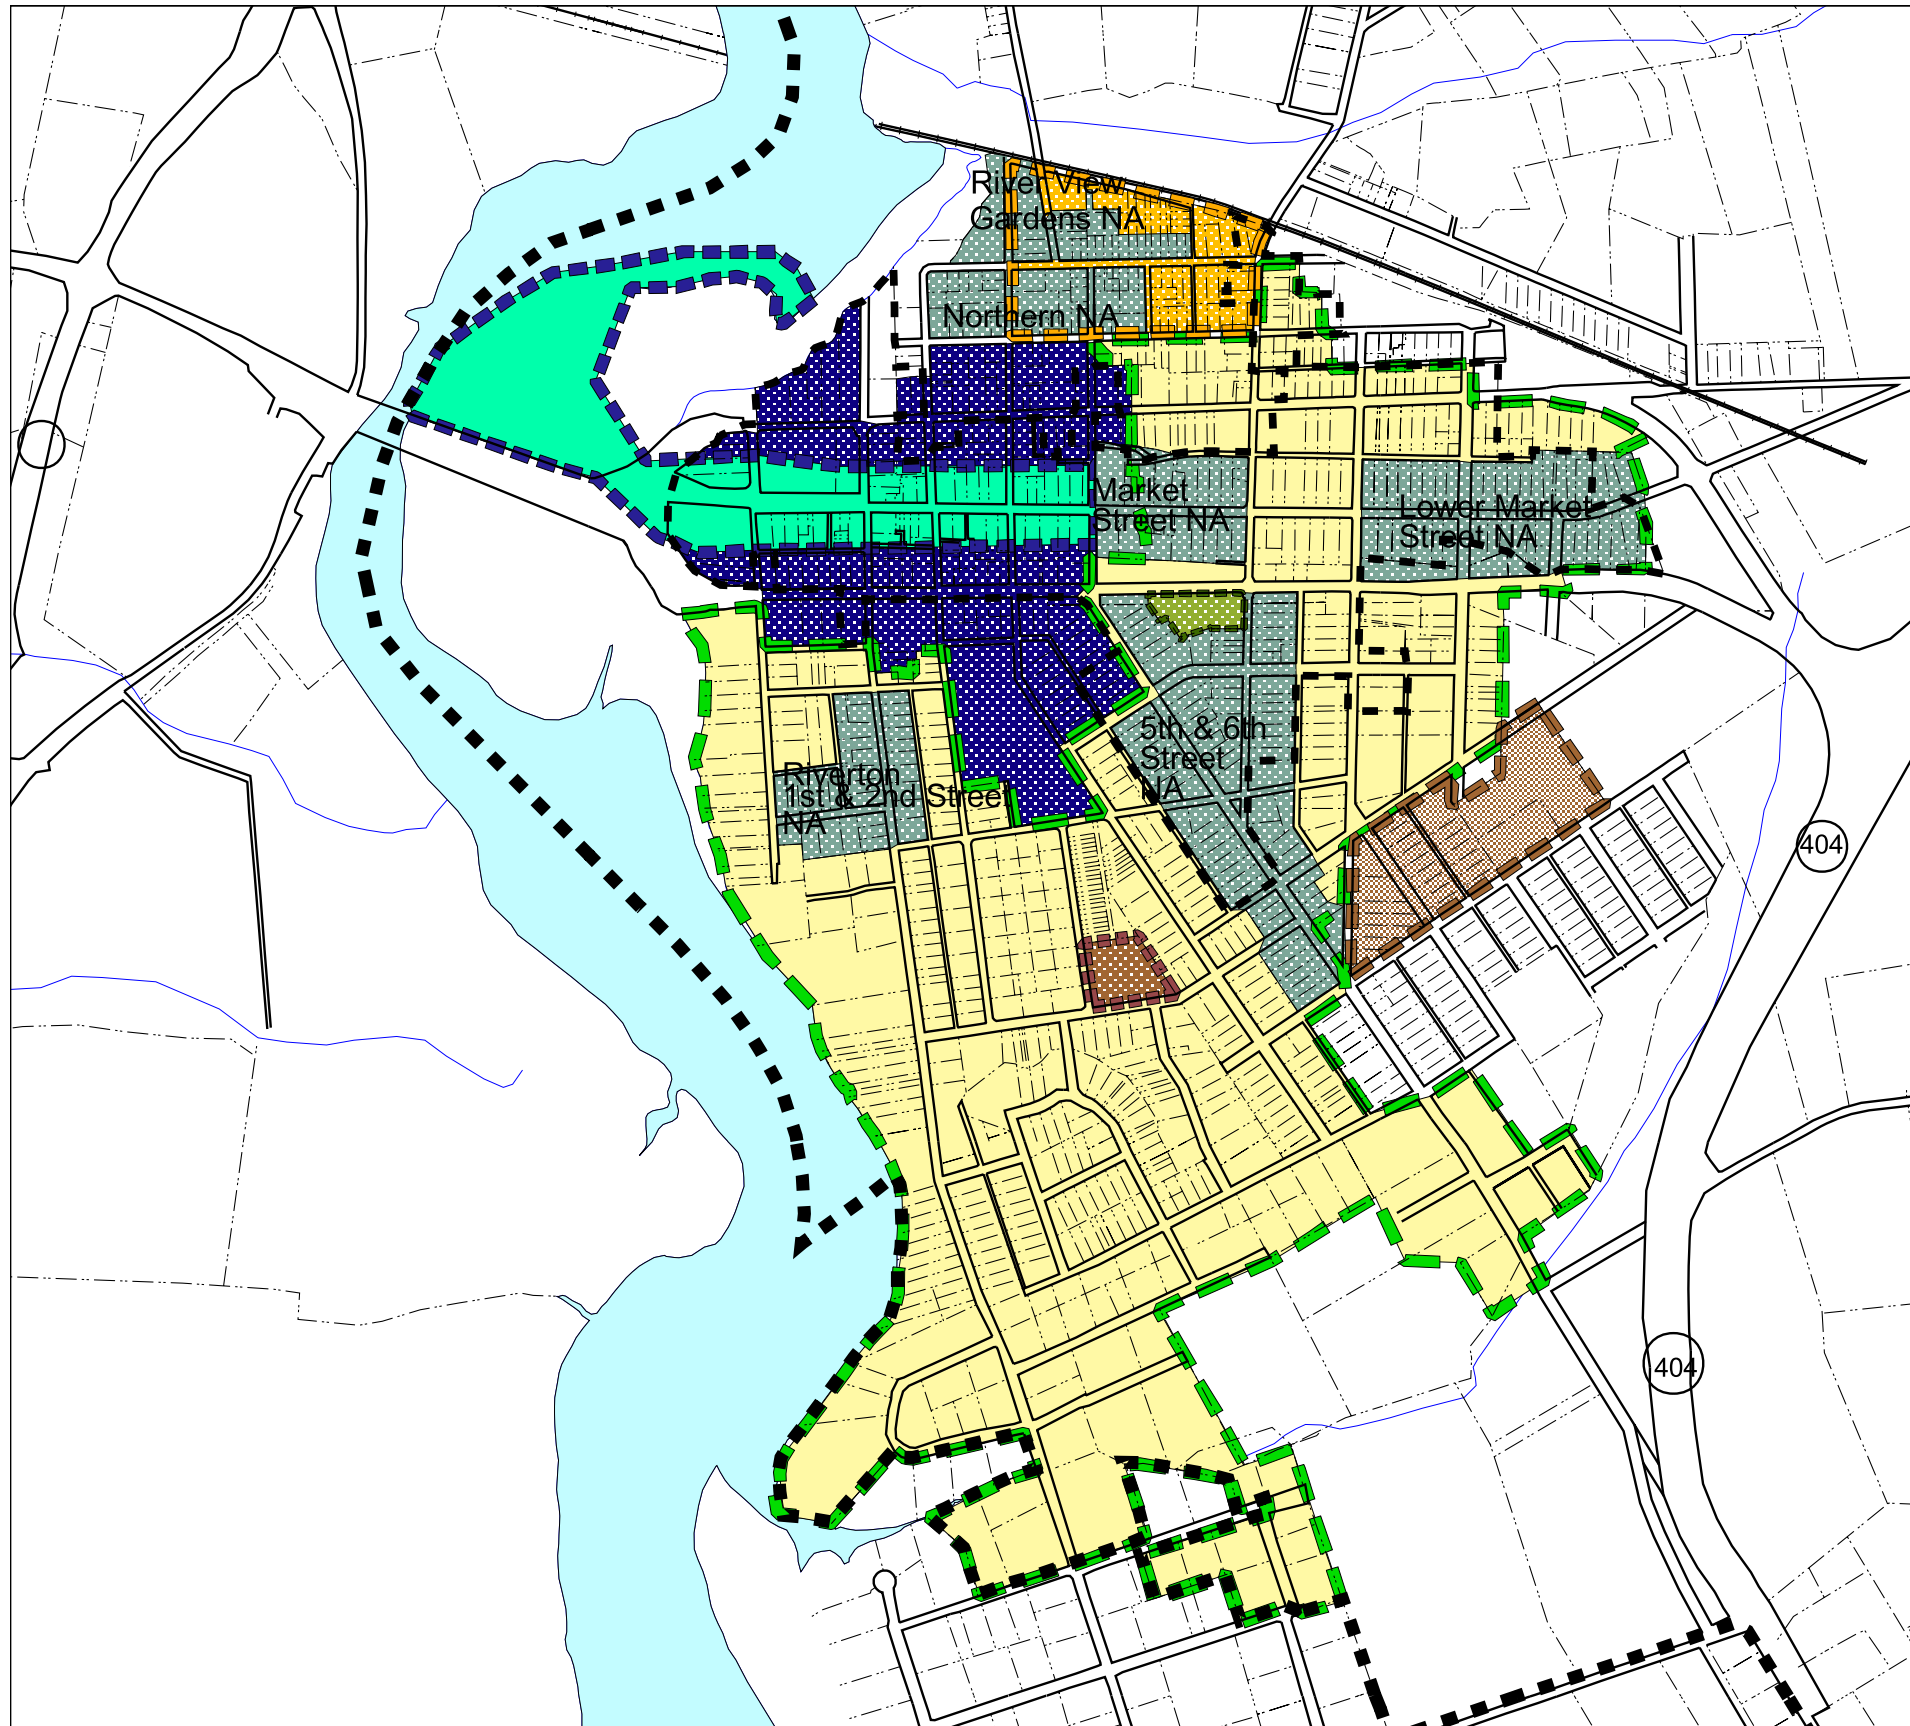 River View
Gardens NA
Northern NA
Market
Street NA
Lower Market
Street NA
5th & 6th
Street
NA
Riverton
1st & 2nd Street
NA
404
404